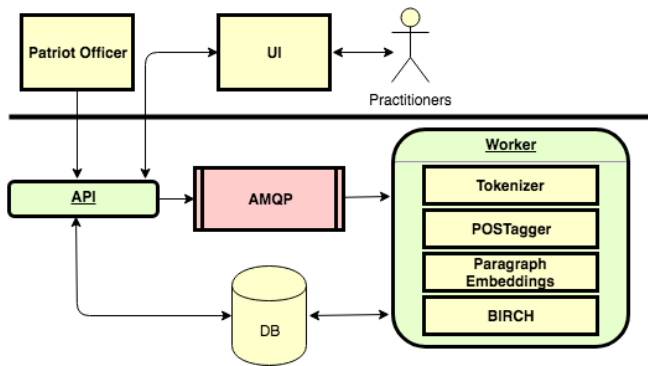 Patriot Officer
UI
Practitioners
Worker
API
AMQP
Tokenizer
POSTagger
Paragraph
Embeddings
DB
BIRCH